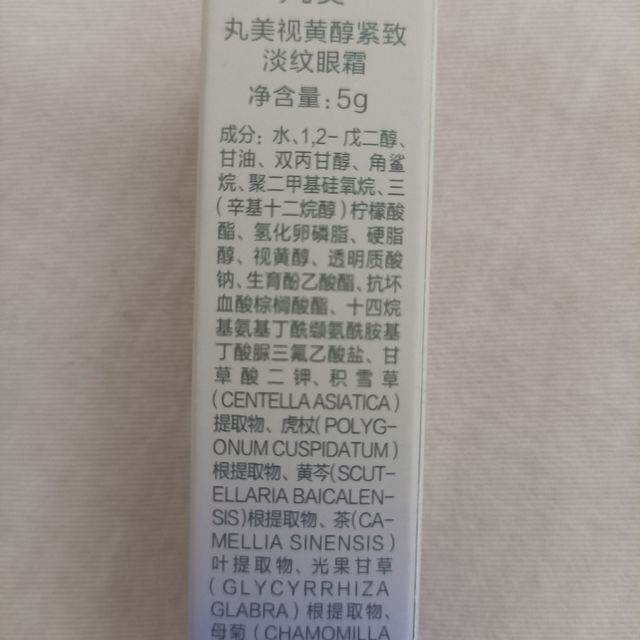 丸美视黄醇紧致
淡纹眼霜
净含量:5g
成分：水、1,2-戊二醇、
甘油、双丙甘醇、角鲨
烷、聚二甲基硅氧烷、三
(辛基十二烷醇)柠檬酸
酯、氢化卵磷脂、硬脂
醇、视黄醇、透明质酸
钠、生育酚乙酸酯、抗坏
血酸棕榈酸酯、十四烷
基氨基丁酰缬氨酰胺基
丁酸脲三氟乙酸盐、甘
草酸二钾、积雪草
(CENTELLA ASIATICA)
提取物、虎杖(POLYG-
ONUM CUSPIDATUM)
根提取物、黄芩(SCUT-
ELLARIA BAICALEN-
SIS)根提取物、茶(CA-
MELLIA SINENSIS)
叶提取物、光果甘草
(GLYCYRRHIZA
GLABRA)根提取物、
母菊(CHAMOMILLA